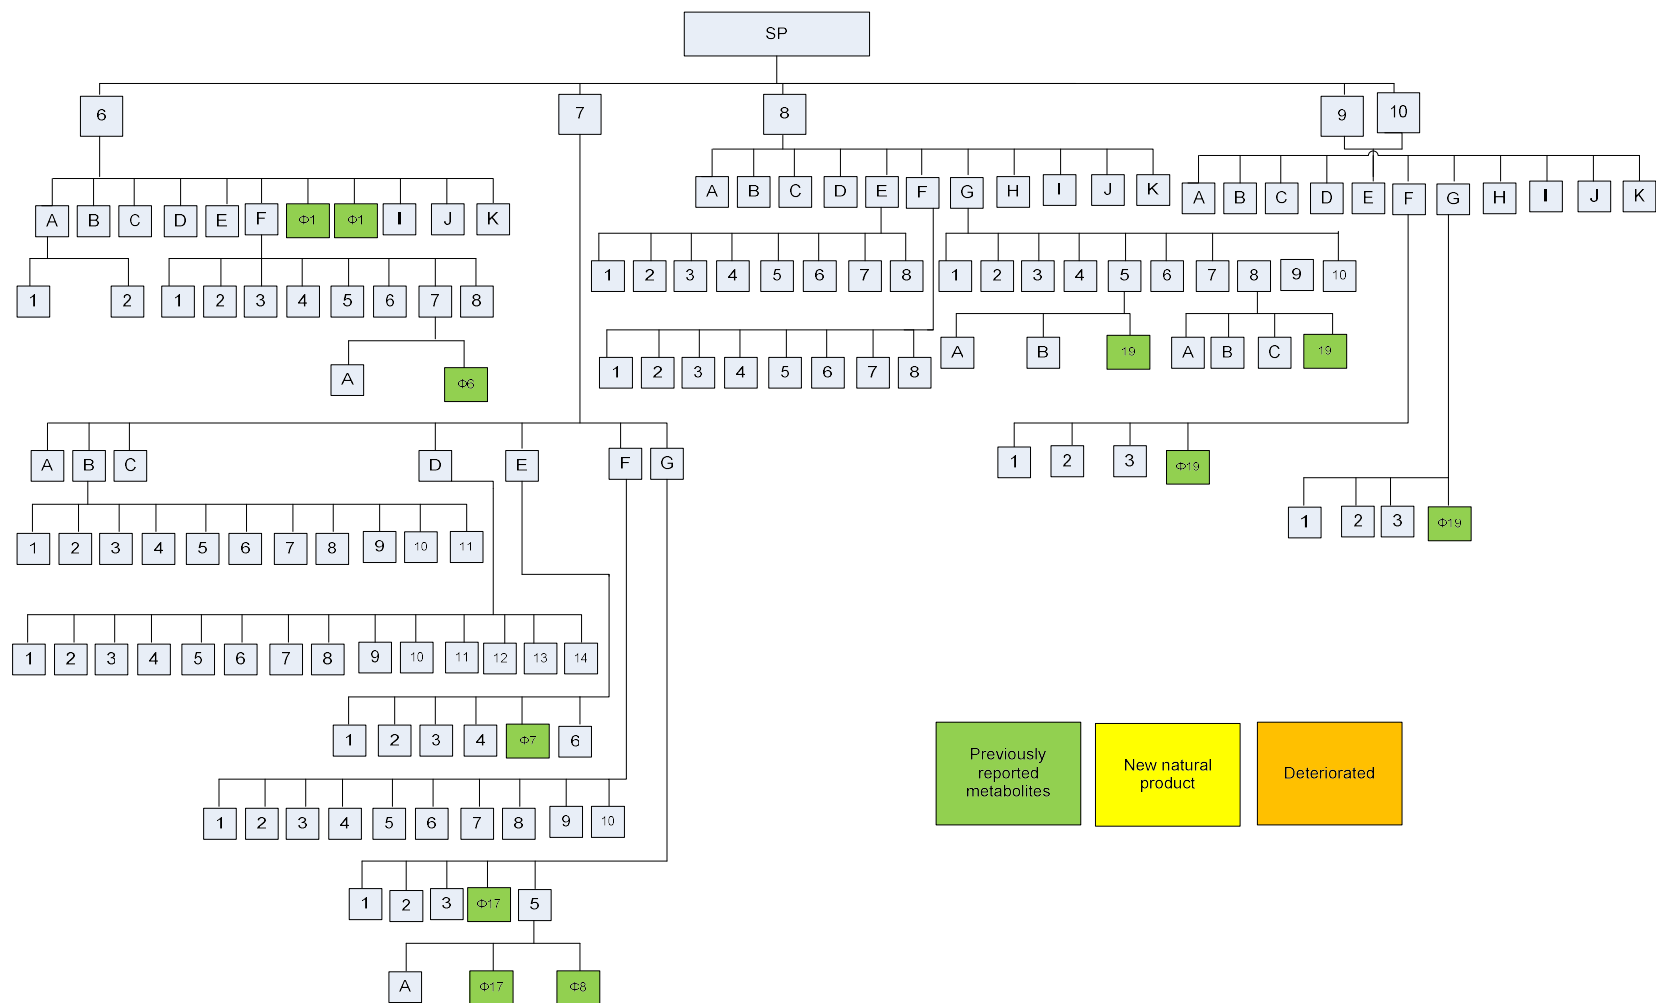 SP
6 7 8 9 10
A B C D E F G H I J K
A B C D E F G H I J K
A B C D E F Φ1 Φ1 I J K
1 2 3 4 5 6 7 8
1 2 3 4 5 6 7 8 9 10
1 2
1 2 3 4 5 6 7 8
A B 19
A B C 19
1 2 3 4 5 6 7 8
A Φ6
A B C D E F G
1 2 3 Φ19
1 2 3 Φ19
1 2 3 4 5 6 7 8 9 10 11
1 2 3 4 5 6 7 8 9 10 11 12 13 14
1 2 3 4 Φ7 6
1 2 3 4 5 6 7 8 9 10
1 2 3 Φ17 5
A Φ17 Φ8
Previously
reported
metabolites
New natural
product
Deteriorated